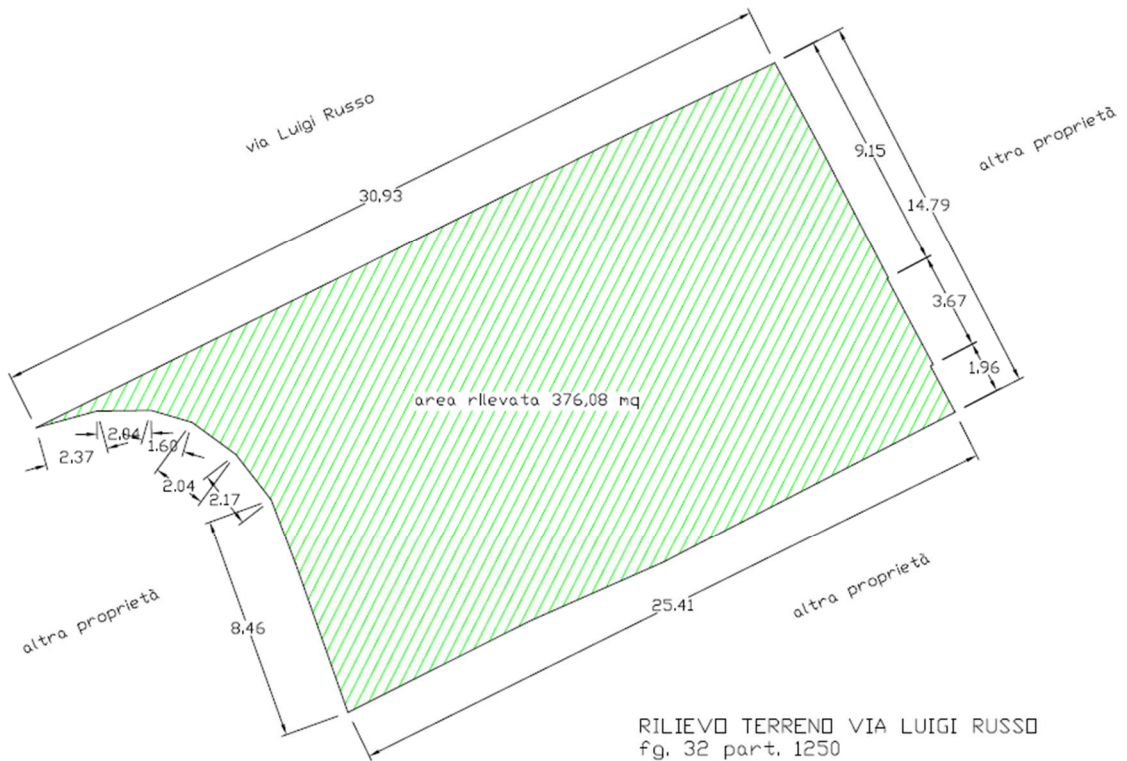 via Luigi Russo
altra proprietà
9.15
30.93
14.79
3.67
1.96
area rilevata 376,08 mq
2.04
1.60
2.37
2.04
2.17
altra proprietà
25.41
altra proprietà
8.46
RILIEVO TERRENO VIA LUIGI RUSSO
fg. 32 part. 1250